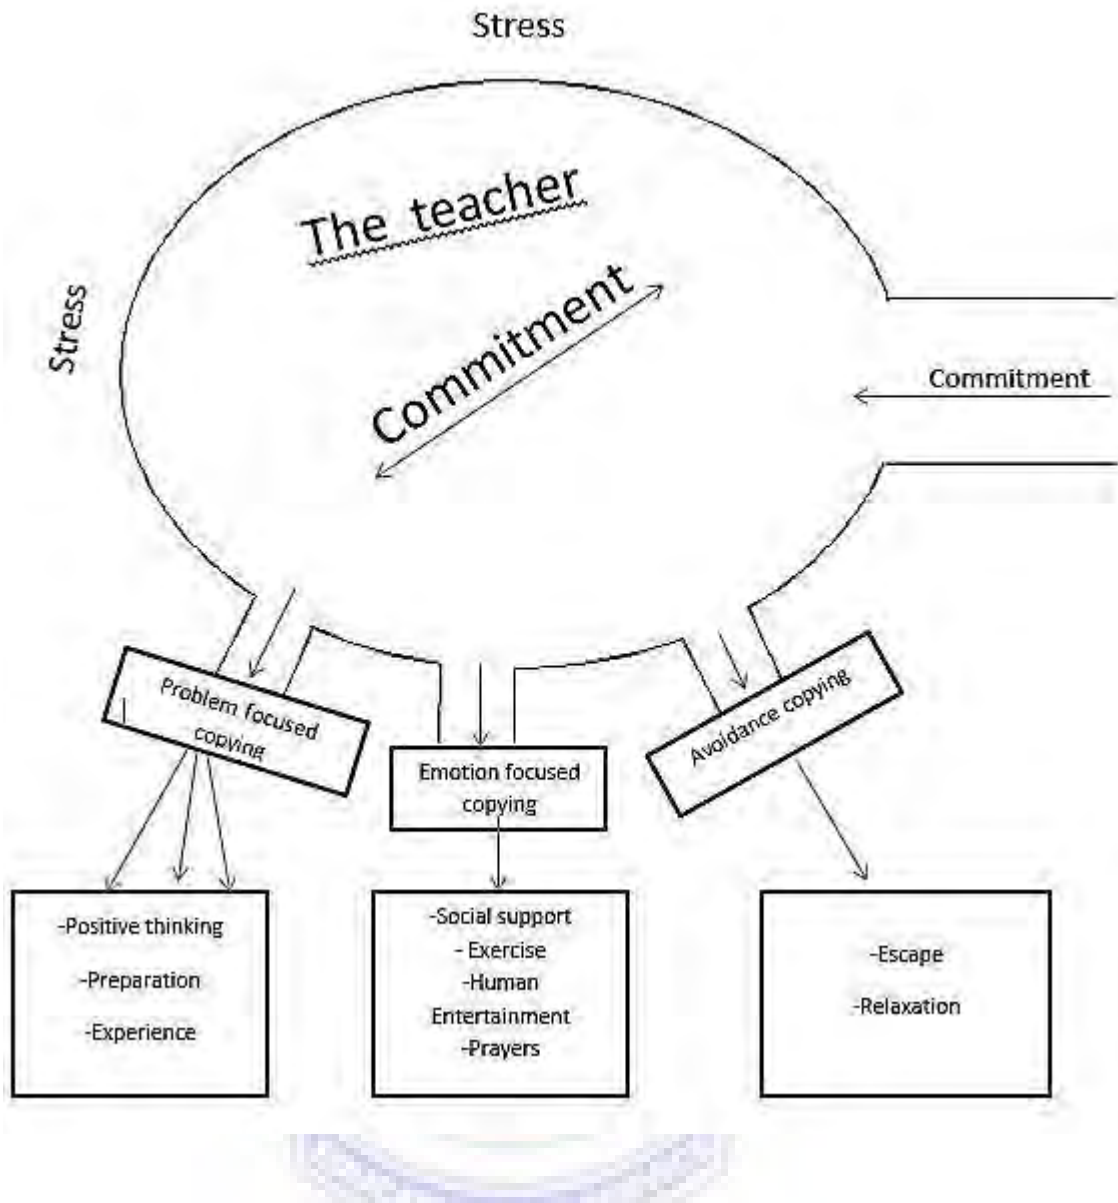 Stress
The teacher
Stress
Commitment
Commitment
Problem focused
copying
Emotion focused
copying
Avoidance copying
-Positive thinking
-Preparation
-Experience
-Social support
- Exercise
-Human
Entertainment
-Prayers
-Escape
-Relaxation